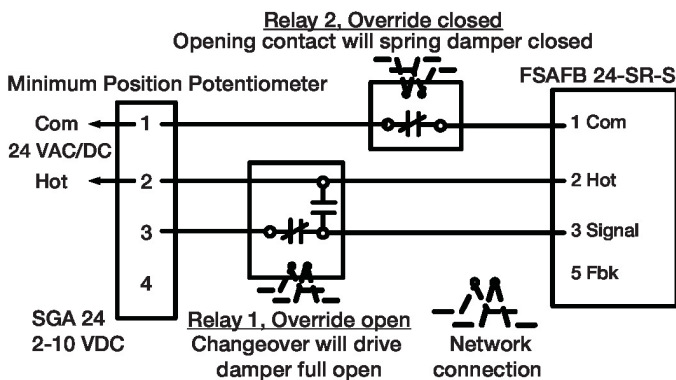 Relay 2, Override closed
Opening contact will spring damper closed
Minimum Position Potentiometer
FSAFB 24-SR-S
Com
1
1 Com
24 VAC/DC
Hot
2
2 Hot
3
3 Signal
4
5 Fbk
SGA 24
2-10 VDC
Relay 1, Override open
Changeover will drive
damper full open
Network
connection